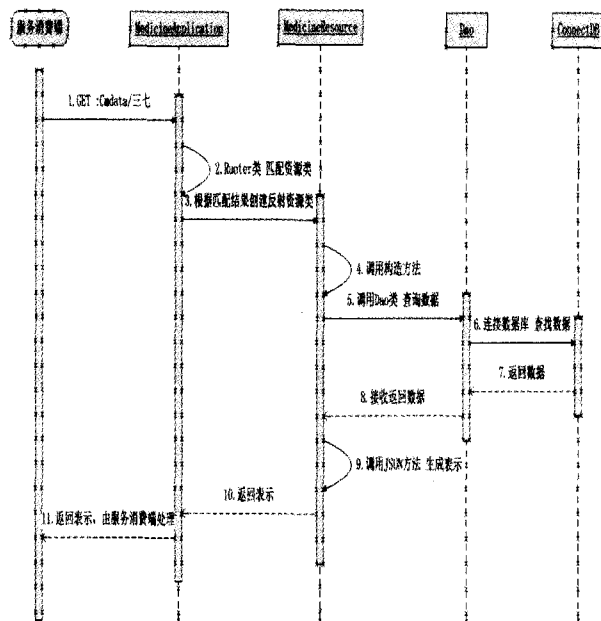 服务消费端
MedicineApplication
MedicineResource
Dao
ConnectDB
1.GET :Cmdata/三七
2.Ruoter类 匹配资源类
3.根据匹配结果创建反射资源类
4.调用构造方法
5.调用Dao类 查询数据
6.连接数据库 查找数据
7.返回数据
8.接收返回数据
9.调用JSON方法 生成表示
10.返回表示
11.返回表示,由服务消费端处理